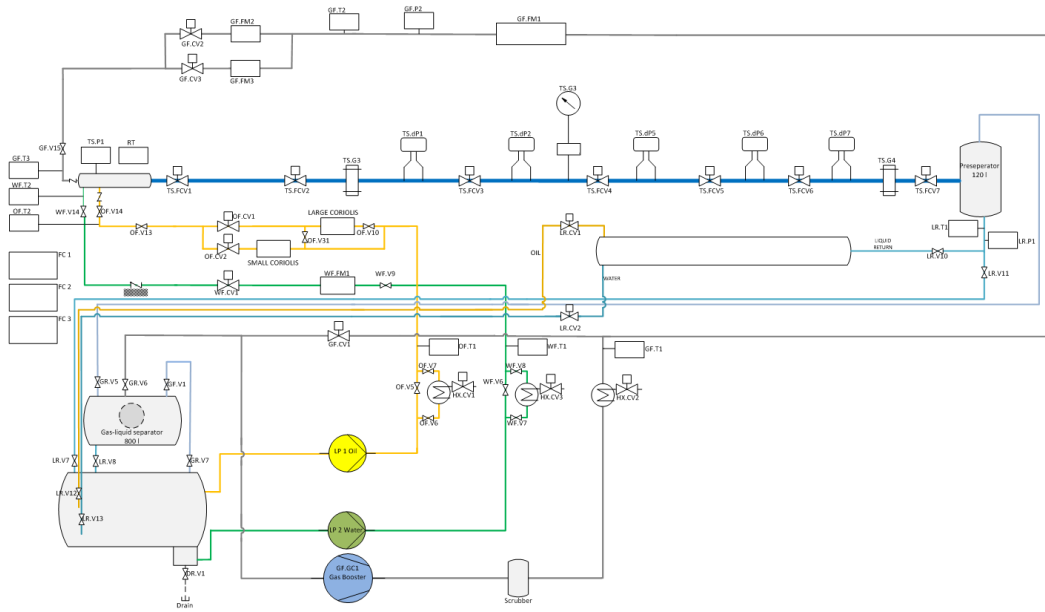 GF.T2
GF.P2
GF.FM1
GF.FM2
GF.CV2
GF.CV3
GF.FM3
TS.G3
GF.V15
TS.P1
RT
TS.dP1
TS.dP2
TS.dP5
TS.dP6
TS.dP7
GF.T3
TS.G3
TS.G4
Preseperator
120 l
WF.T2
TS.FCV1
TS.FCV2
TS.FCV3
TS.FCV4
TS.FCV5
TS.FCV6
TS.FCV7
OF.T2
WF.V14
OF.V14
OF.CV1
LARGE CORIOLIS
LR.T1
OF.V13
OF.V10
LR.CV1
OF.V31
LIQUID
RETURN
LR.P1
OF.CV2
SMALL CORIOLIS
OIL
LR.V10
FC 1
WF.FM1
WF.V9
WATER
LR.V11
FC 2
WF.CV1
FC 3
LR.CV2
GF.CV1
OF.T1
WF.T1
GF.T1
OF.V7
WF.V8
GR.V5
GR.V6
GF.V1
OF.V5
WF.V6
HX.CV1
HX.CV3
HX.CV2
OF.V6
WF.V7
Gas-liquid separator
800 l
LP 1 Oil
LR.V7
LR.V8
GR.V7
LR.V12
LR.V13
LP 2 Water
GF.GC1
Gas Booster
DR.V1
Scrubber
Drain